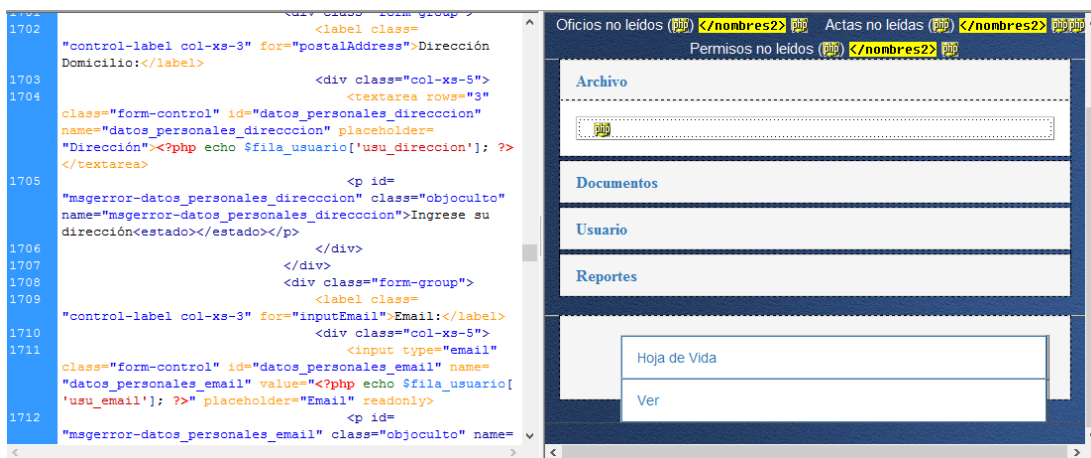 1701 <div class="form-group">
1702 <label class=
"control-label col-xs-3" for="postalAddress">Dirección
Domicilio:</label>
1703 <div class="col-xs-5">
1704 <textarea rows="3"
class="form-control" id="datos_personales_direcccion"
name="datos_personales_direcccion" placeholder=
"Dirección"><?php echo $fila_usuario['usu_direccion']; ?>
</textarea>
1705 <p id=
"msgerror-datos_personales_direcccion" class="objoculto"
name="msgerror-datos_personales_direcccion">Ingrese su
dirección<estado></estado></p>
1706 </div>
1707 </div>
1708 <div class="form-group">
1709 <label class=
"control-label col-xs-3" for="inputEmail">Email:</label>
1710 <div class="col-xs-5">
1711 <input type="email"
class="form-control" id="datos_personales_email" name=
"datos_personales_email" value="<?php echo $fila_usuario[
'usu_email']; ?>" placeholder="Email" readonly>
1712 <p id=
"msgerror-datos_personales_email" class="objoculto" name=
Oficios no leídos (php) </nombres2> php Actas no leídas (php) </nombres2> php php
Permisos no leídos (php) </nombres2> php
Archivo
php
Documentos
Usuario
Reportes
Hoja de Vida
Ver